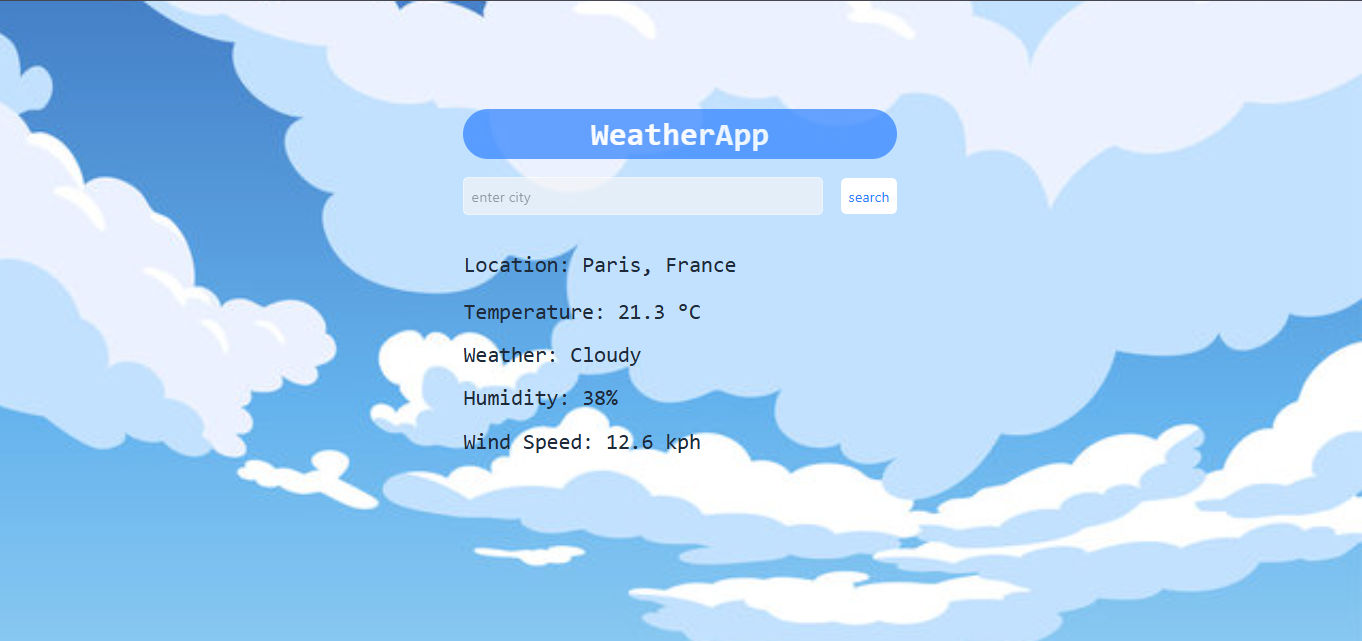 WeatherApp
enter city
search
Location: Paris, France
Temperature: 21.3 °C
Weather: Cloudy
Humidity: 38%
Wind Speed: 12.6 kph